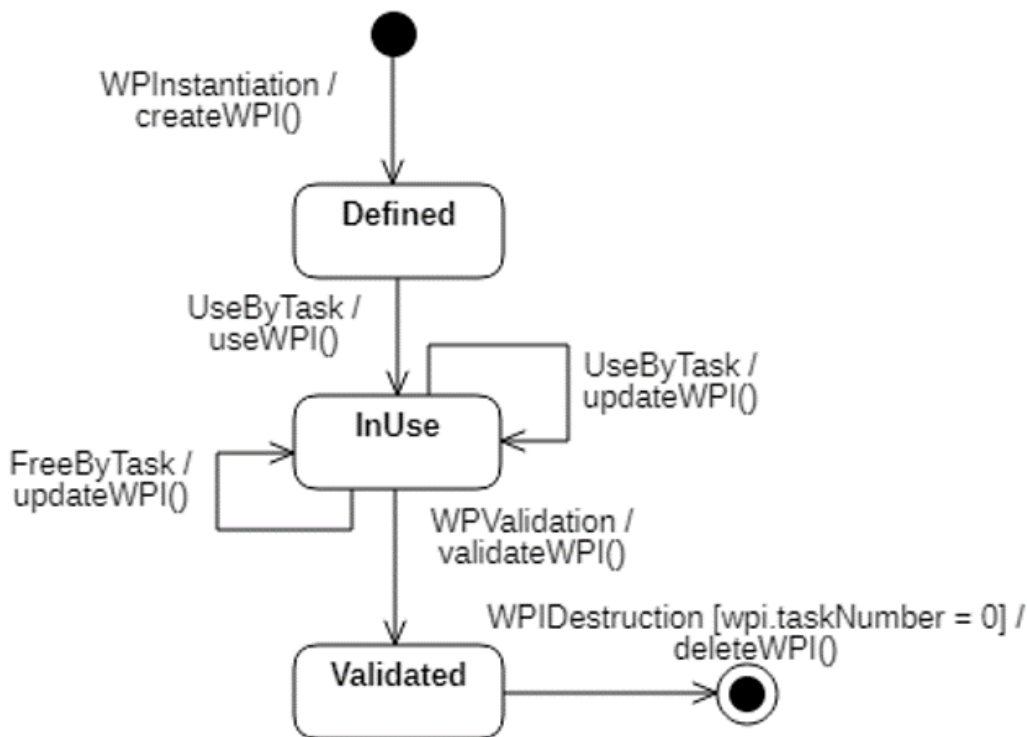 WPInstantiation /
createWPI()
Defined
UseByTask /
useWPI()
UseByTask /
updateWPI()
InUse
FreeByTask /
updateWPI()
WPValidation /
validateWPI()
WPIDestruction [wpi.taskNumber = 0] /
deleteWPI()
Validated